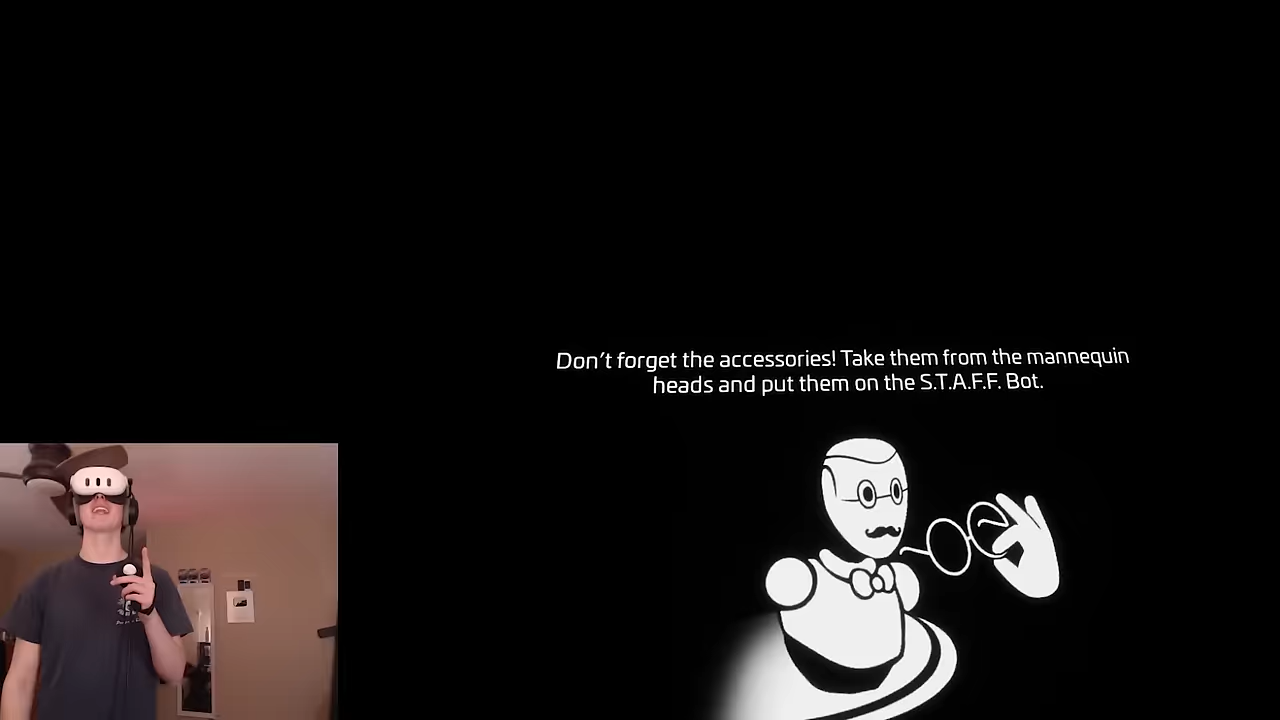 Don't forget the accessories! Take them from the mannequin
heads and put them on the S.T.A.F.F. Bot.